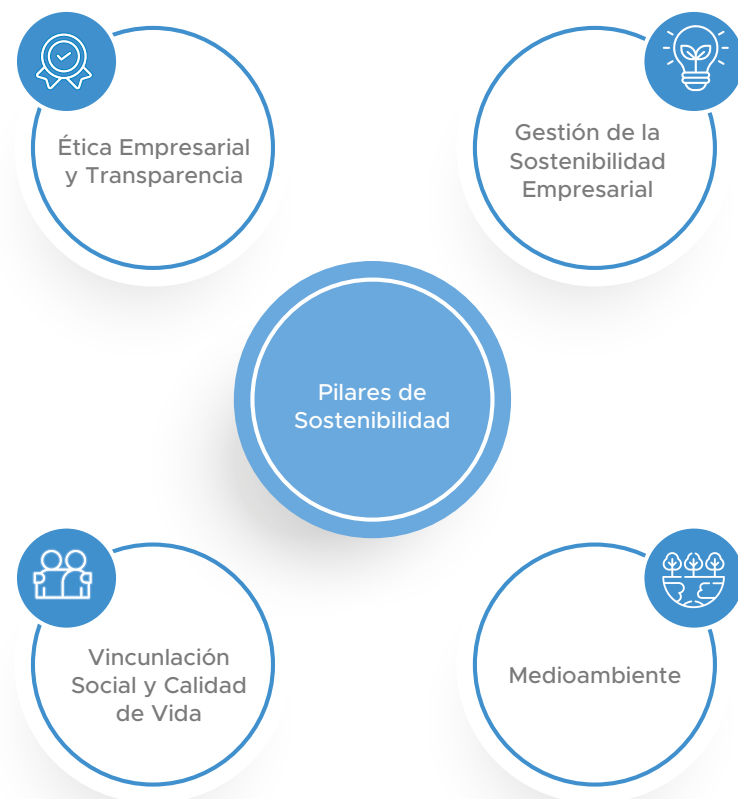 Ética Empresarial
y Transparencia
Gestión de la
Sostenibilidad
Empresarial
Pilares de
Sostenibilidad
Vincunlación
Social y Calidad
de Vida
Medioambiente